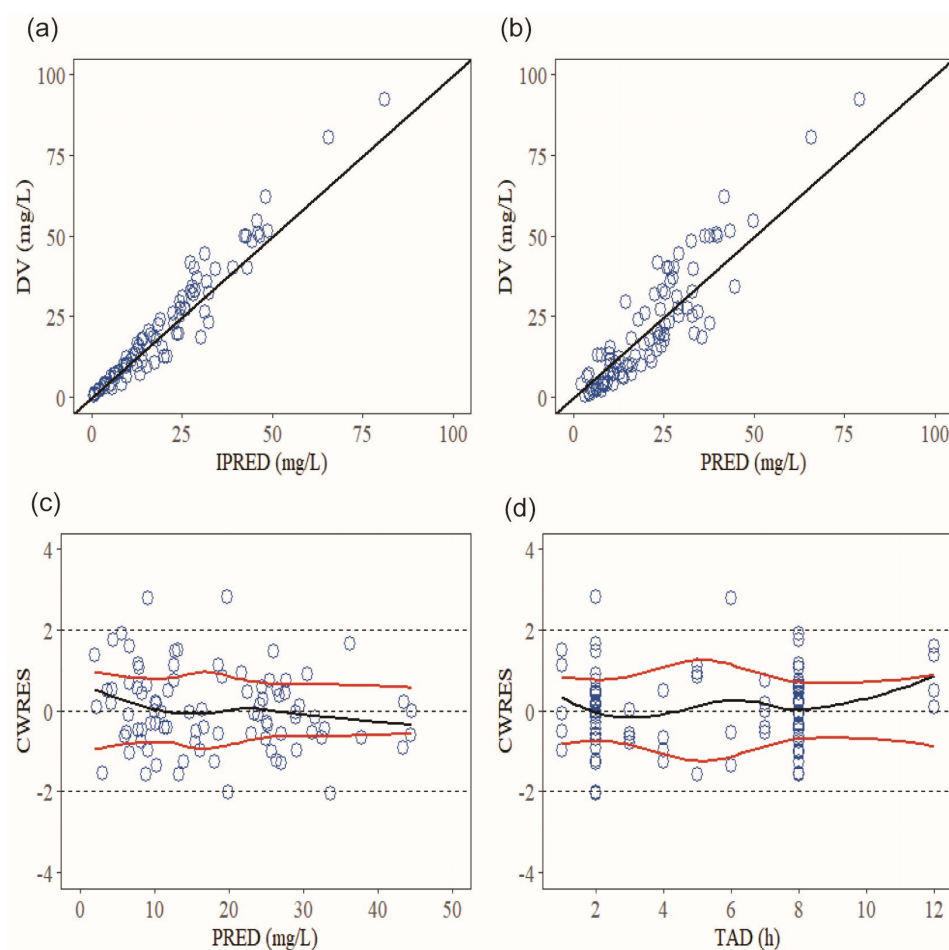 (a)
(b)
100
75
50
25
0
DV (mg/L)
0 25 50 75 100
IPRED (mg/L)
100
75
50
25
0
DV (mg/L)
0 25 50 75 100
PRED (mg/L)
(c)
(d)
4
2
0
-2
-4
CWRES
0 10 20 30 40 50
PRED (mg/L)
4
2
0
-2
-4
CWRES
2 4 6 8 10 12
TAD (h)